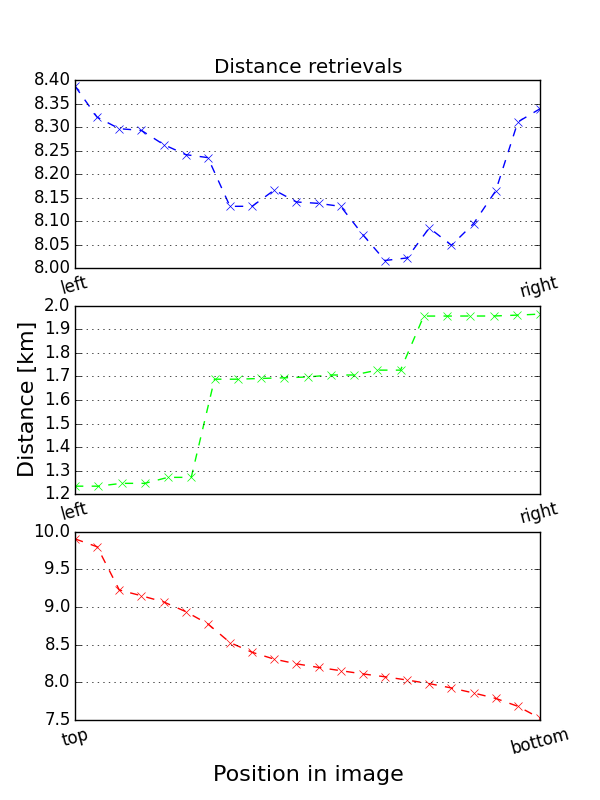 Distance retrievals
8.40
8.35
8.30
8.25
8.20
8.15
8.10
8.05
8.00
left
right
2.0
1.9
1.8
1.7
1.6
1.5
1.4
1.3
1.2
left
right
Distance [km]
10.0
9.5
9.0
8.5
8.0
7.5
top
bottom
Position in image